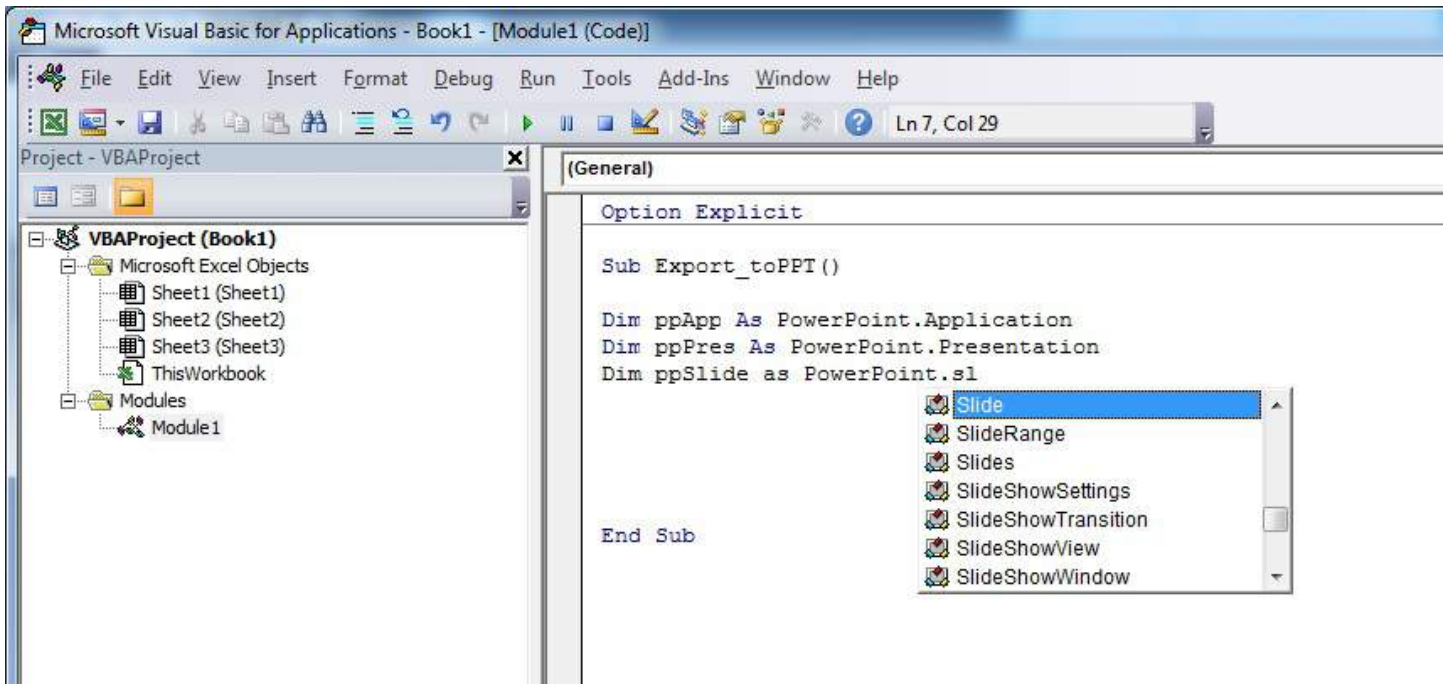 Microsoft Visual Basic for Applications - Book1 - [Module1 (Code)]
File Edit View Insert Format Debug Run Tools Add-Ins Window Help
Ln 7, Col 29
Project - VBAProject
VBAProject (Book1)
Microsoft Excel Objects
Sheet1 (Sheet1)
Sheet2 (Sheet2)
Sheet3 (Sheet3)
ThisWorkbook
Modules
Module1
(General)
Option Explicit
Sub Export_toPPT()
Dim ppApp As PowerPoint.Application
Dim ppPres As PowerPoint.Presentation
Dim ppSlide as PowerPoint.sl
Slide
SlideRange
Slides
SlideShowSettings
SlideShowTransition
SlideShowView
SlideShowWindow
End Sub